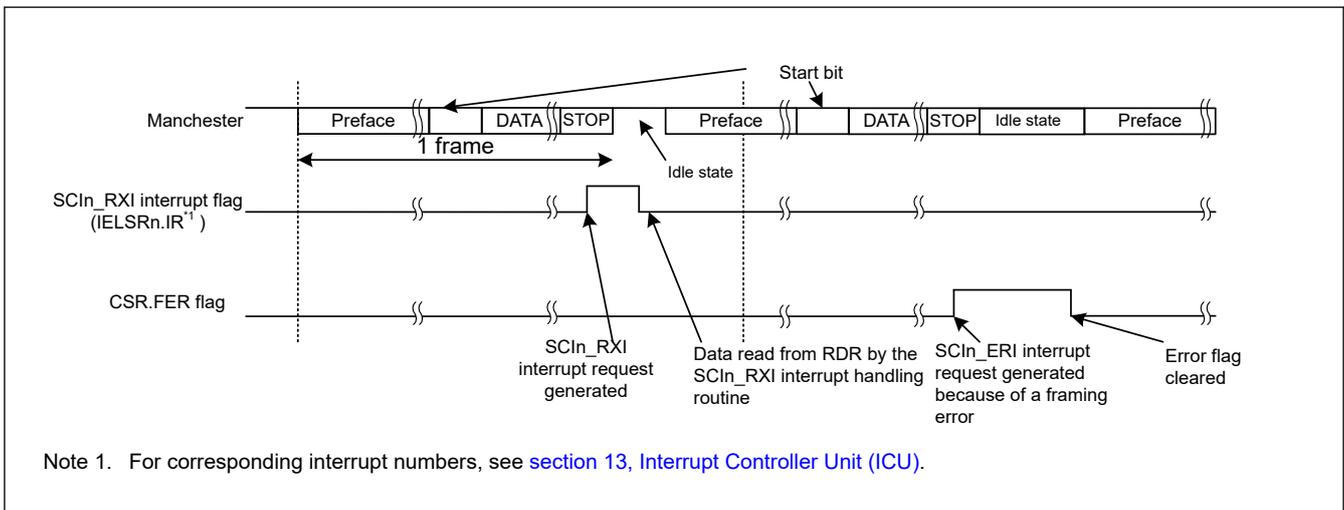 Start bit
Manchester
Preface
DATA
STOP
Preface
DATA
STOP
Idle state
Preface
1 frame
Idle state
SCIn_RXI interrupt flag
(IELSRn.IR*1 )
CSR.FER flag
SCIn_RXI
interrupt request
generated
Data read from RDR by the
SCIn_RXI interrupt handling
routine
SCIn_ERI interrupt
request generated
because of a framing
error
Error flag
cleared
Note 1. For corresponding interrupt numbers, see section 13, Interrupt Controller Unit (ICU).